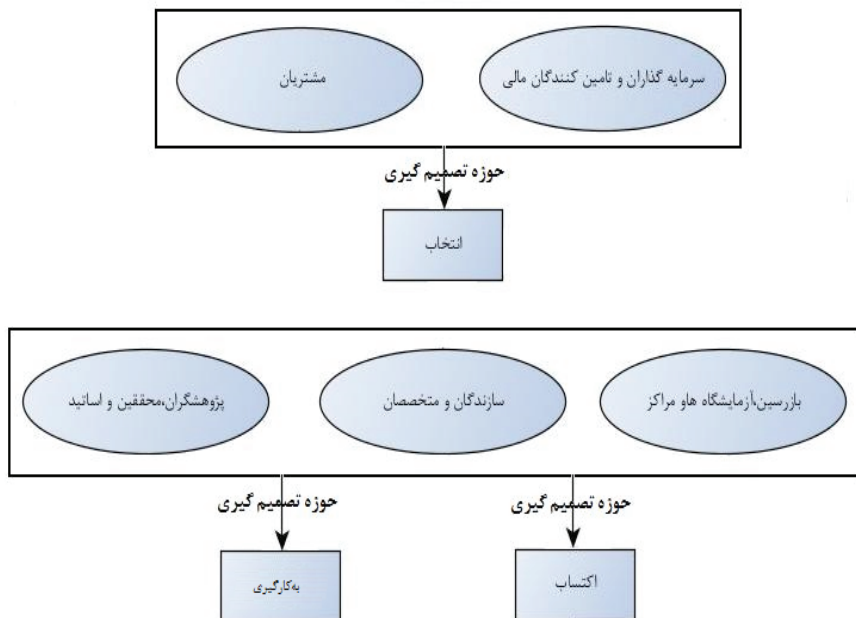 سرمایه گذاران و تامین کنندگان مالی
مشتریان
حوزه تصمیم گیری
انتخاب
بازرسین،آزمایشگاه هاو مراکز
سازندگان و متخصصان
پژوهشگران،محققین و اساتید
حوزه تصمیم گیری
حوزه تصمیم گیری
اکتساب
به‌کارگیری